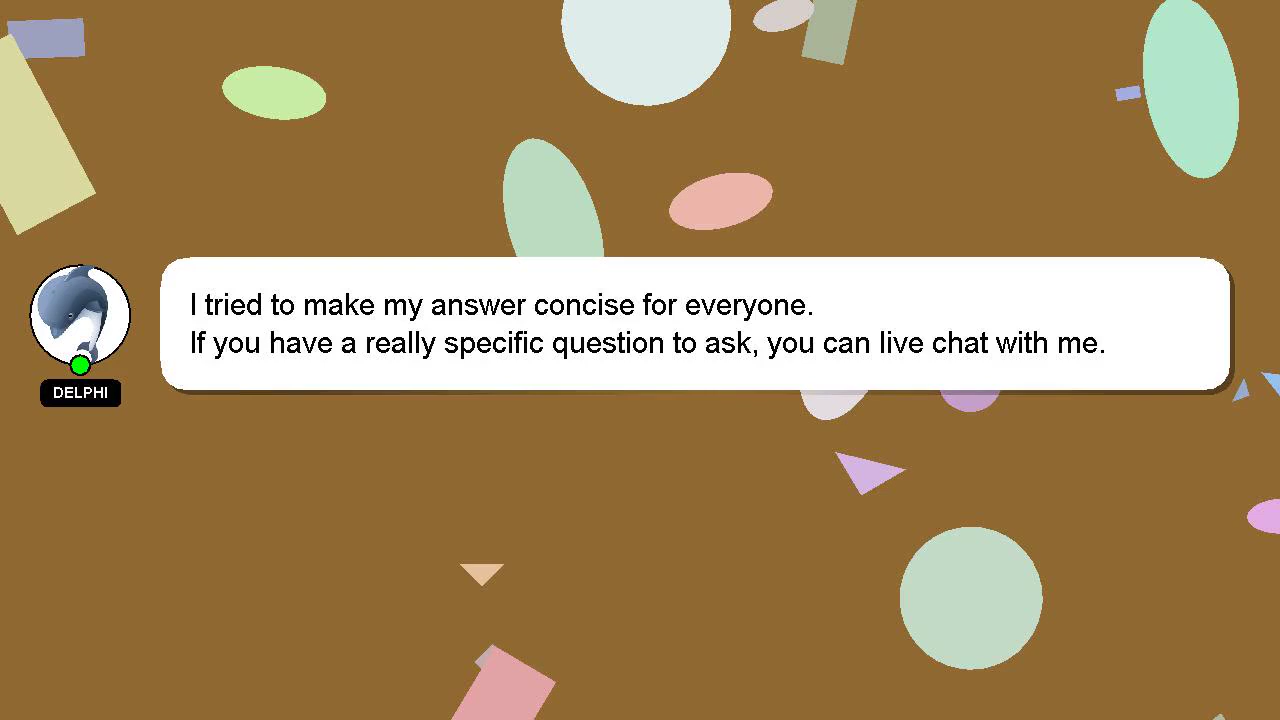 I tried to make my answer concise for everyone.
If you have a really specific question to ask, you can live chat with me.
DELPHI